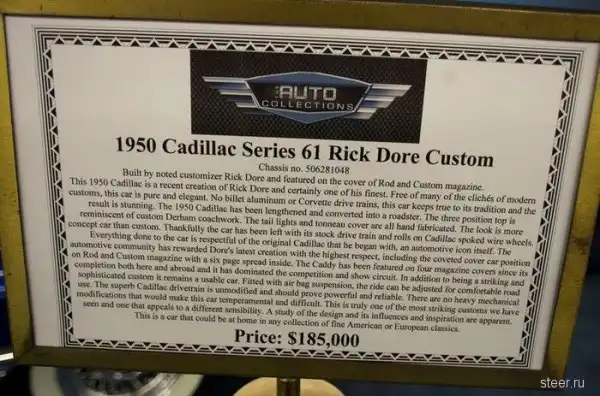 THE AUTO
COLLECTIONS
1950 Cadillac Series 61 Rick Dore Custom
Chassis no. 506281048
Built by noted customizer Rick Dore and featured on the cover of Rod and Custom magazine.
This 1950 Cadillac is a recent creation of Rick Dore and certainly one of his finest. Free of many of the clichés of modern
customs, this car is pure and elegant. No billet aluminum or Corvette drive trains, this car keeps true to its tradition and the
result is stunning. The 1950 Cadillac has been lengthened and converted into a roadster. The three position top is
reminiscent of custom Derham coachwork. The tail lights and tonneau cover are all hand fabricated. The look is more
concept car than custom. Thankfully the car has been left with its stock drive train and rolls on Cadillac spoked wire wheels.
Everything done to the car is respectful of the original Cadillac that he began with, an automotive icon itself. The
automotive community has rewarded Dore's latest creation with the highest respect, including the coveted cover car position
on Rod and Custom magazine with a six page spread inside. The Caddy has been featured on four magazine covers since its
completion both here and abroad and it has dominated the competition and show circuit. In addition to being a striking and
sophisticated custom it remains a usable car. Fitted with air bag suspension, the ride can be adjusted for comfortable road
use. The superb Cadillac drivetrain is unmodified and should prove powerful and reliable. There are no heavy mechanical
modifications that would make this car temperamental and difficult. This is truly one of the most striking customs we have
seen and one that appeals to a different sensibility. A study of the design and its influences and inspiration are apparent.
This is a car that could be at home in any collection of fine American or European classics.
Price: $185,000
steer.ru